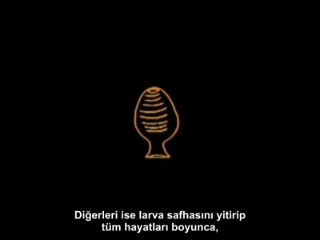 Diğerleri ise larva safhasını yitirip
tüm hayatları boyunca,